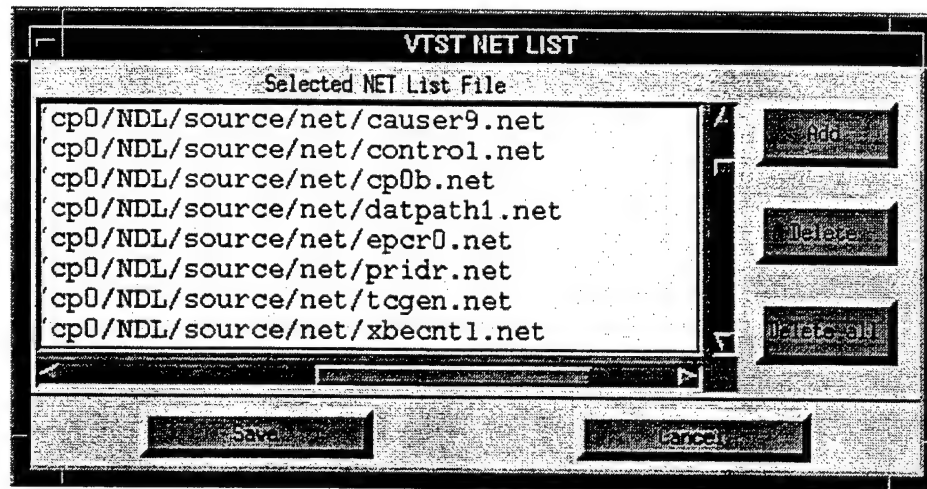 VTST NET LIST
Selected NET List File
'cp0/NDL/source/net/causer9.net
'cp0/NDL/source/net/control.net
'cp0/NDL/source/net/cp0b.net
'cp0/NDL/source/net/datpath1.net
'cp0/NDL/source/net/epcr0.net
'cp0/NDL/source/net/pridr.net
'cp0/NDL/source/net/tcgen.net
'cp0/NDL/source/net/xbecntl.net
Add...
Delete...
Delete all
Save
Cancel